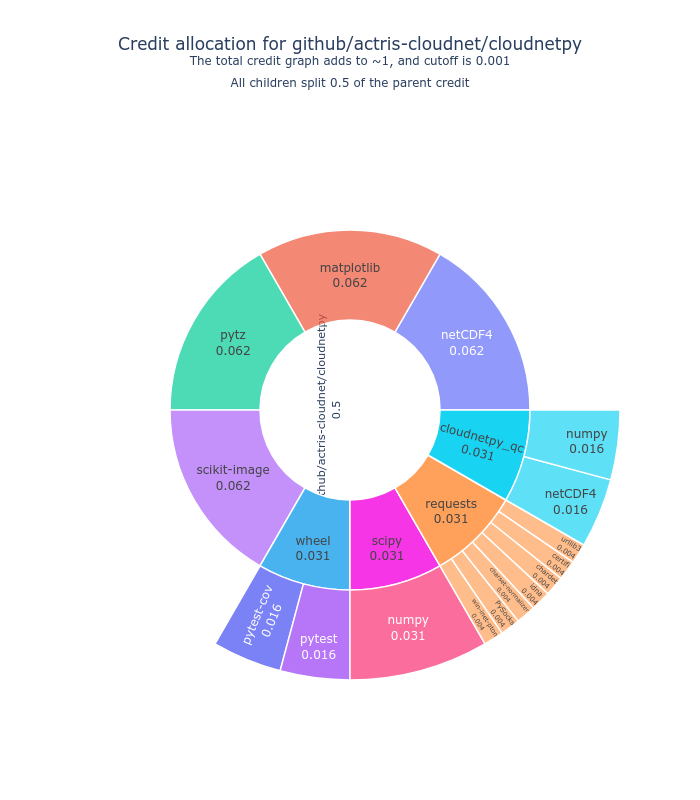 Credit allocation for github/actris-cloudnet/cloudnetpy
The total credit graph adds to ~1, and cutoff is 0.001
All children split 0.5 of the parent credit
matplotlib
0.062
netCDF4
0.062
pytz
0.062
hub/actris-cloudnet/cloudnetpy
0.5
scikit-image
0.062
cloudnetpy_qc
0.031
numpy
0.016
netCDF4
0.016
requests
0.031
urllib3
0.004
certifi
0.004
chardet
0.004
idna
0.004
charset-normalizer
0.004
PySocks
0.004
win-inet-pton
0.004
scipy
0.031
numpy
0.031
wheel
0.031
pytest
0.016
pytest-cov
0.016